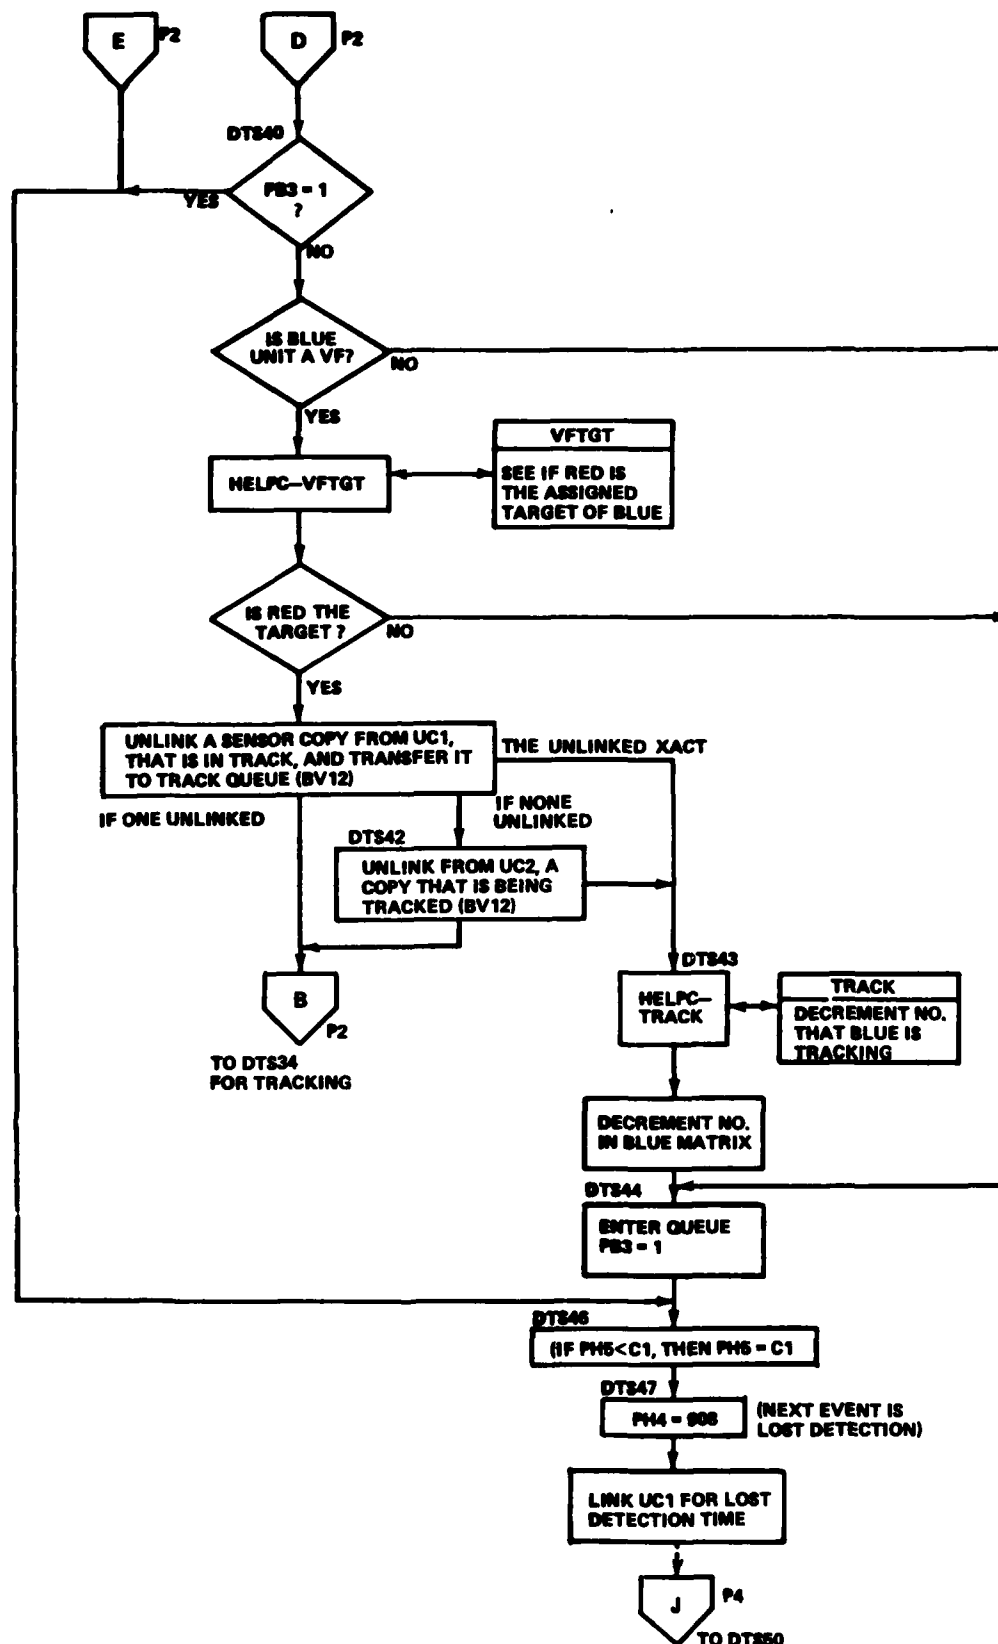 E
P2
D
P2
DTS40
PB3 = 1
?
YES
NO
IS BLUE
UNIT A VF?
NO
YES
VFTGT
HELPC-VFTGT
SEE IF RED IS
THE ASSIGNED
TARGET OF BLUE
IS RED THE
TARGET ?
NO
YES
UNLINK A SENSOR COPY FROM UC1,
THAT IS IN TRACK, AND TRANSFER IT
TO TRACK QUEUE (BV12)
THE UNLINKED XACT
IF ONE UNLINKED
IF NONE
UNLINKED
DTS42
UNLINK FROM UC2, A
COPY THAT IS BEING
TRACKED (BV12)
B
P2
TO DTS34
FOR TRACKING
DTS43
HELPC-
TRACK
TRACK
DECREMENT NO.
THAT BLUE IS
TRACKING
DECREMENT NO.
IN BLUE MATRIX
DTS44
ENTER QUEUE
PB3 = 1
DTS46
(IF PH5<C1, THEN PH5 = C1
DTS47
PH4 = 908
(NEXT EVENT IS
LOST DETECTION)
LINK UC1 FOR LOST
DETECTION TIME
J
P4
TO DTS50